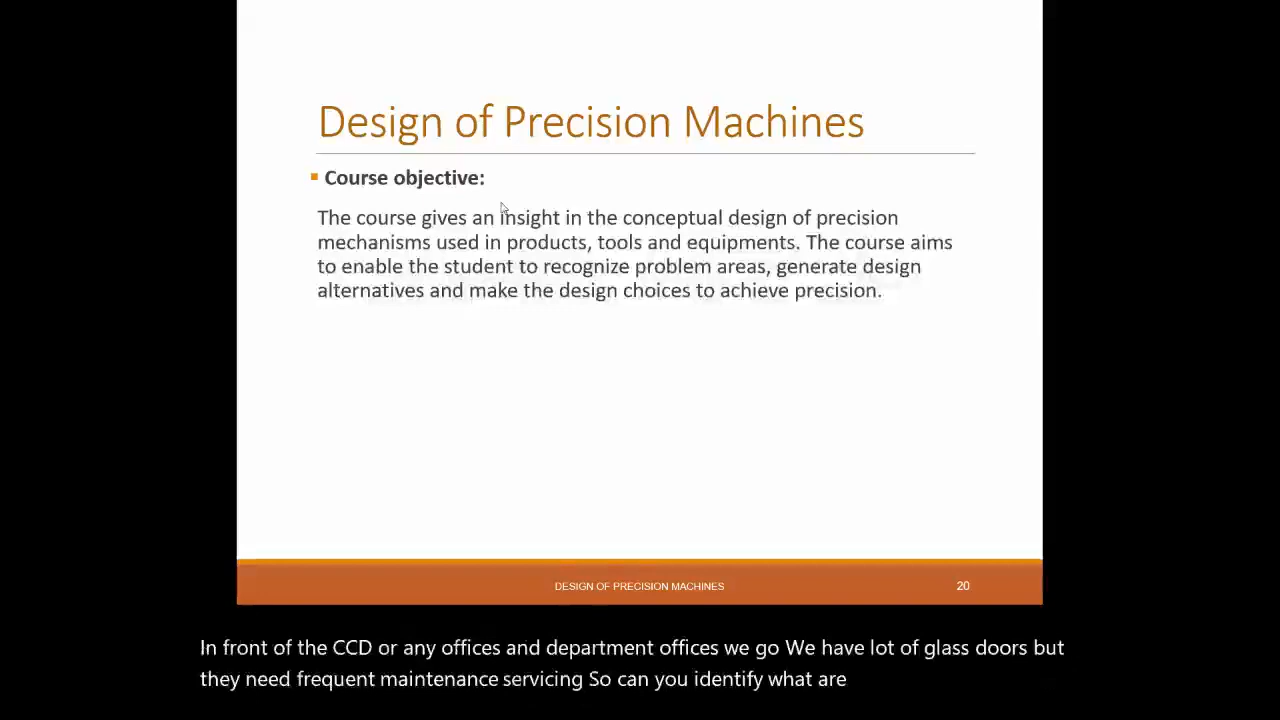 Design of Precision Machines
Course objective:
The course gives an insight in the conceptual design of precision
mechanisms used in products, tools and equipments. The course aims
to enable the student to recognize problem areas, generate design
alternatives and make the design choices to achieve precision.
DESIGN OF PRECISION MACHINES
20
In front of the CCD or any offices and department offices we go We have lot of glass doors but
they need frequent maintenance servicing So can you identify what are